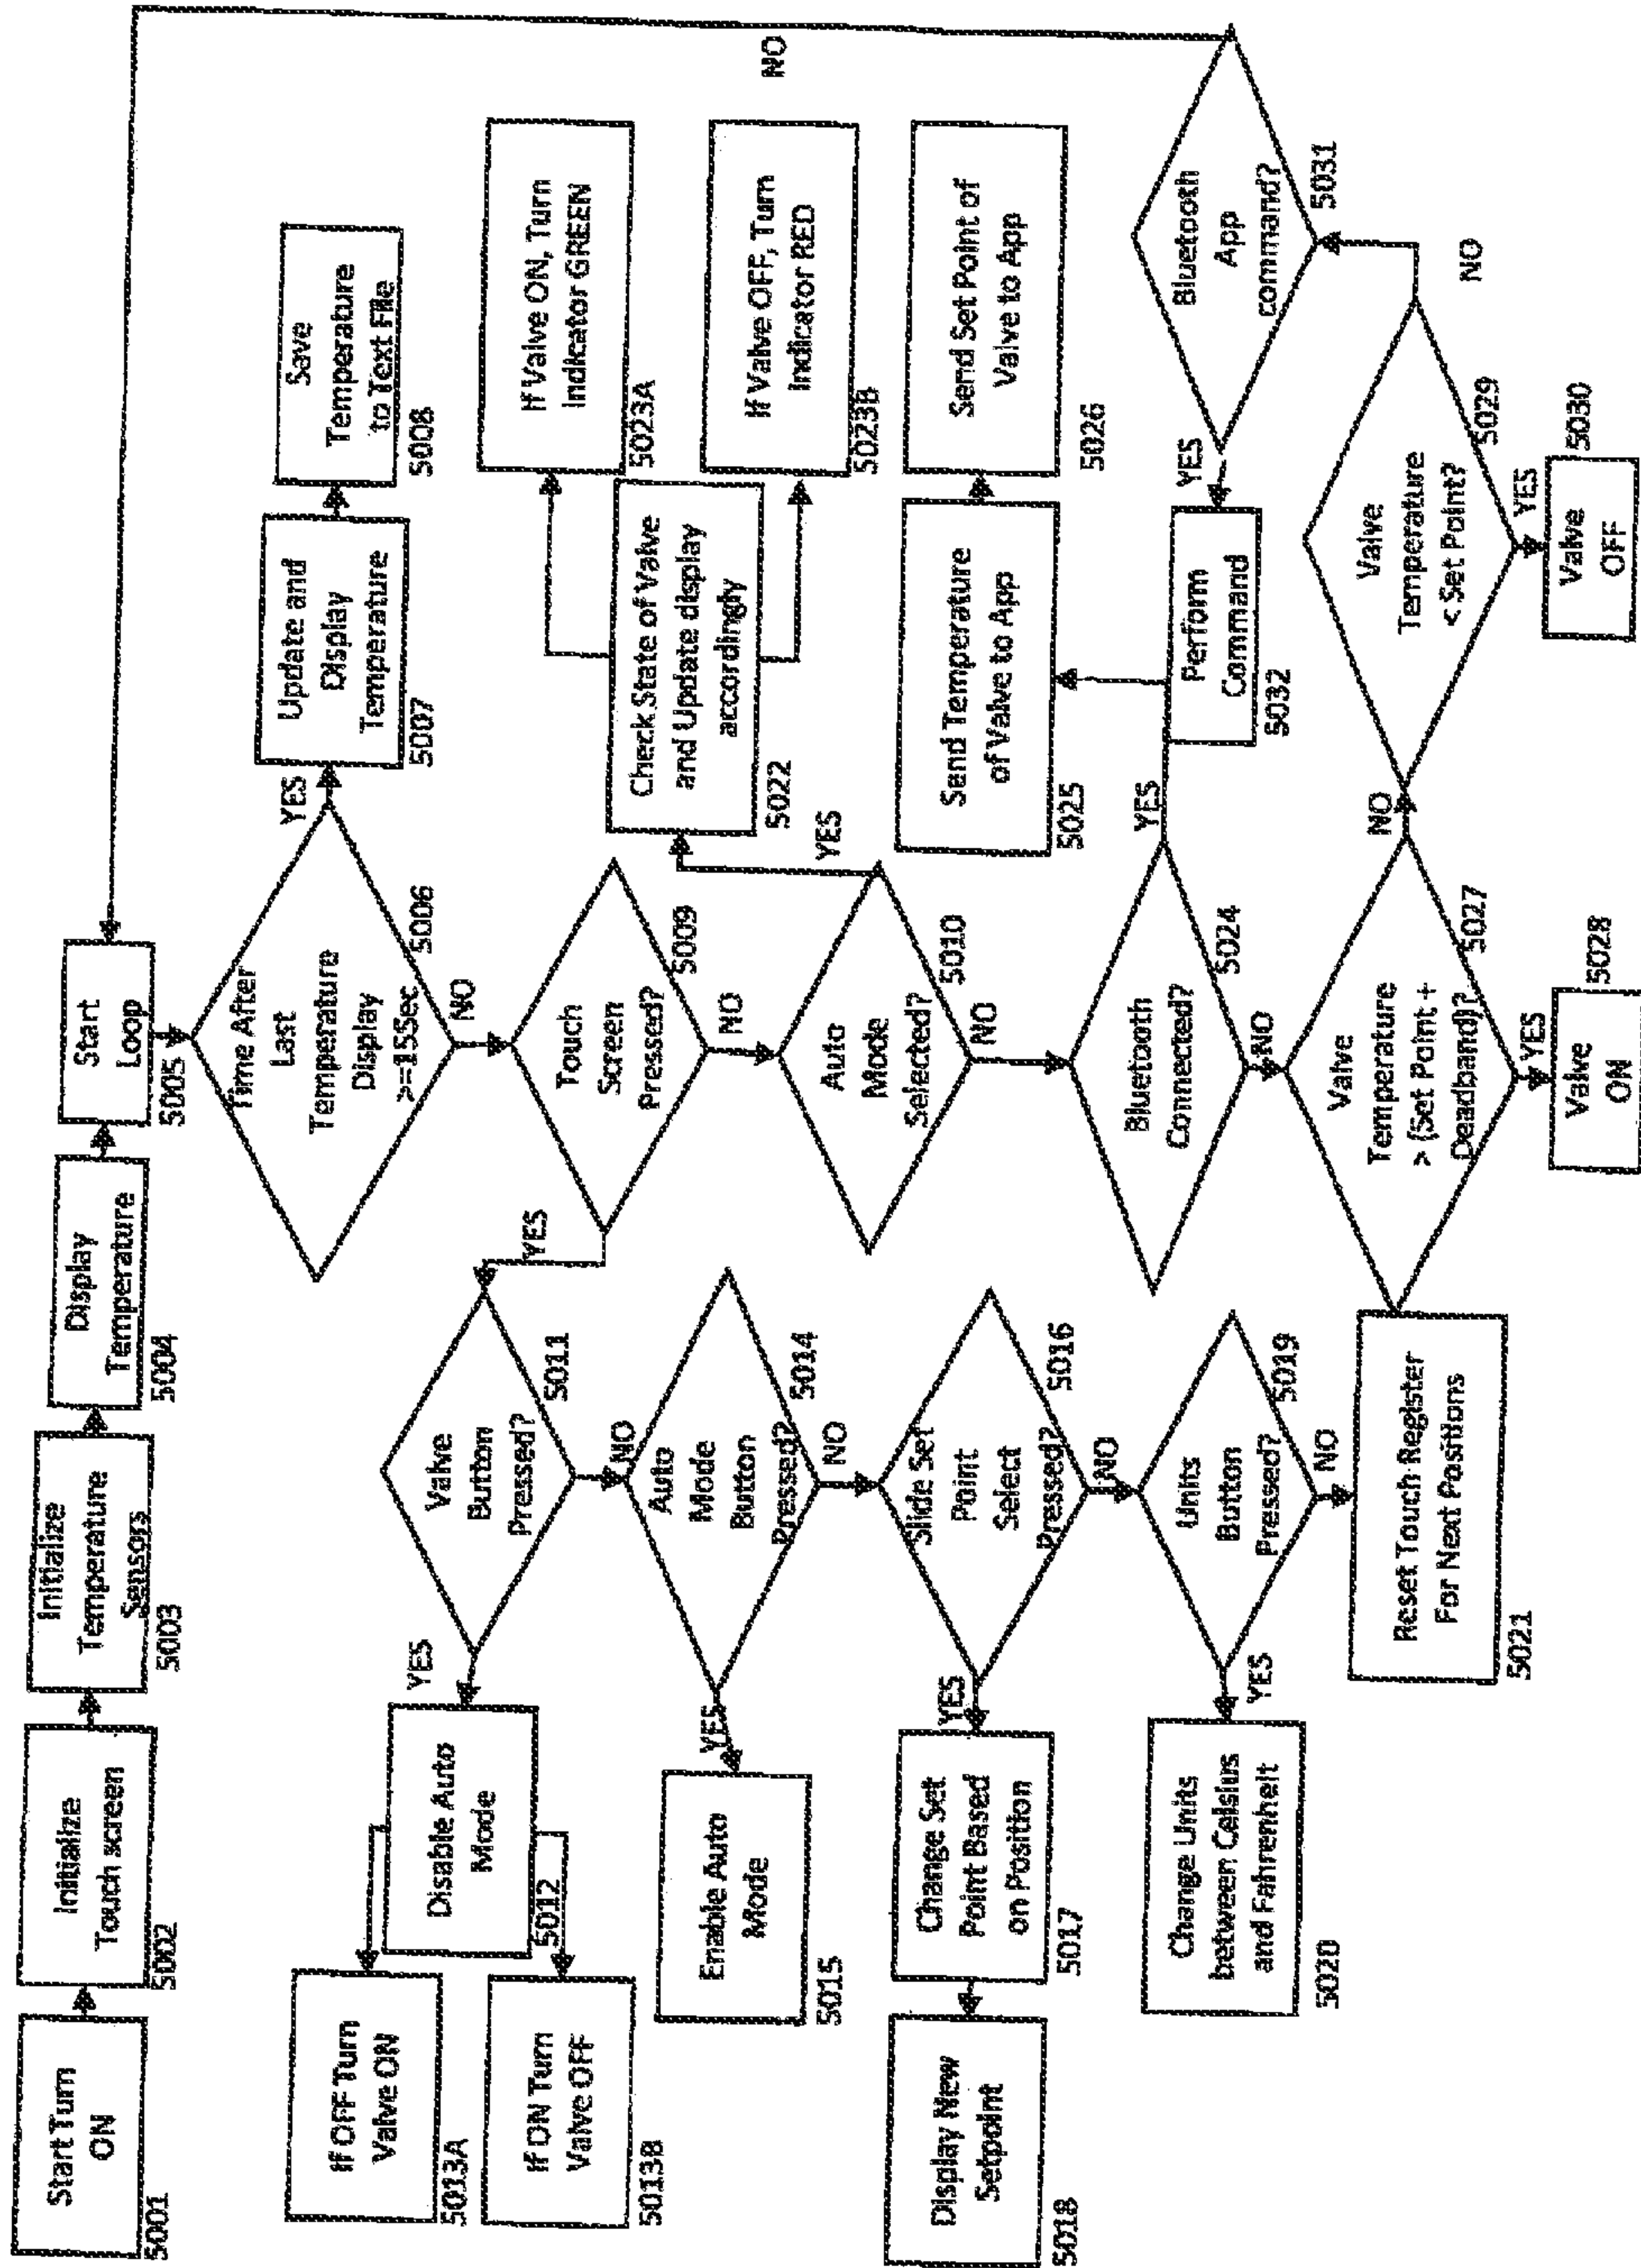 Start Turn
ON
5001
Initialize
Touch screen
5002
Initialize
Temperature
Sensors
5003
Display
Temperature
5004
Start
Loop
5005
Time After
Last
Temperature
Display
>=15Sec
5006
YES
NO
Update and
Display
Temperature
5007
Save
Temperature
to Text File
5008
Touch
Screen
Pressed?
5009
YES
NO
Auto
Mode
Selected?
5010
YES
NO
Valve
Button
Pressed?
5011
YES
NO
Disable Auto
Mode
5012
If OFF Turn
Valve ON
5013A
If ON Turn
Valve OFF
5013B
Auto
Mode
Button
Pressed?
5014
YES
NO
Enable Auto
Mode
5015
Slide Set
Point
Select
Pressed?
5016
YES
NO
Change Set
Point Based
on Position
5017
Display New
Setpoint
5018
Units
Button
Pressed?
5019
YES
NO
Change Units
between Celsius
and Fahrenheit
5020
Reset Touch Register
For Next Positions
5021
Check State of Valve
and Update display
accordingly
5022
If Valve ON, Turn
Indicator GREEN
5023A
If Valve OFF, Turn
Indicator RED
5023B
Bluetooth
Connected?
5024
YES
NO
Send Temperature
of Valve to App
5025
Send Set Point of
Valve to App
5026
Valve
Temperature
> (Set Point +
Deadband)?
5027
YES
NO
Valve
ON
5028
Valve
Temperature
< Set Point?
5029
YES
NO
Valve
OFF
5030
Bluetooth
App
command?
5031
YES
NO
Perform
Command
5032